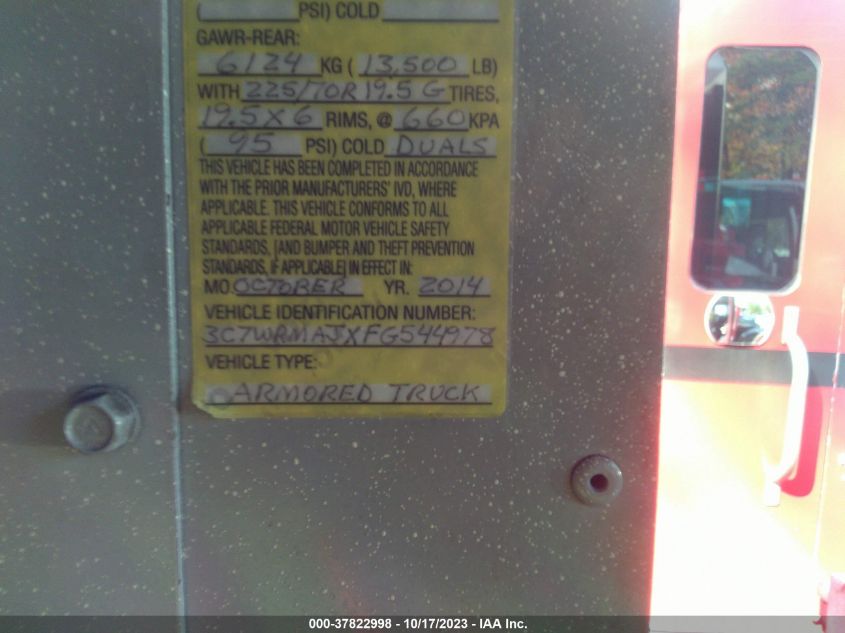 ( PSI) COLD
GAWR-REAR:
6124 KG ( 13,500 LB)
WITH 225/70R19.5 G TIRES,
19.5X6 RIMS, @ 660 KPA
( 95 PSI) COLD DUALS
THIS VEHICLE HAS BEEN COMPLETED IN ACCORDANCE
WITH THE PRIOR MANUFACTURERS' IVD, WHERE
APPLICABLE. THIS VEHICLE CONFORMS TO ALL
APPLICABLE FEDERAL MOTOR VEHICLE SAFETY
STANDARDS, [AND BUMPER AND THEFT PREVENTION
STANDARDS, IF APPLICABLE] IN EFFECT IN:
MO. OCTOBER YR. 2014
VEHICLE IDENTIFICATION NUMBER:
3C7WRMAJXFG544978
VEHICLE TYPE:
ARMORED TRUCK
000-37822998 - 10/17/2023 - IAA Inc.